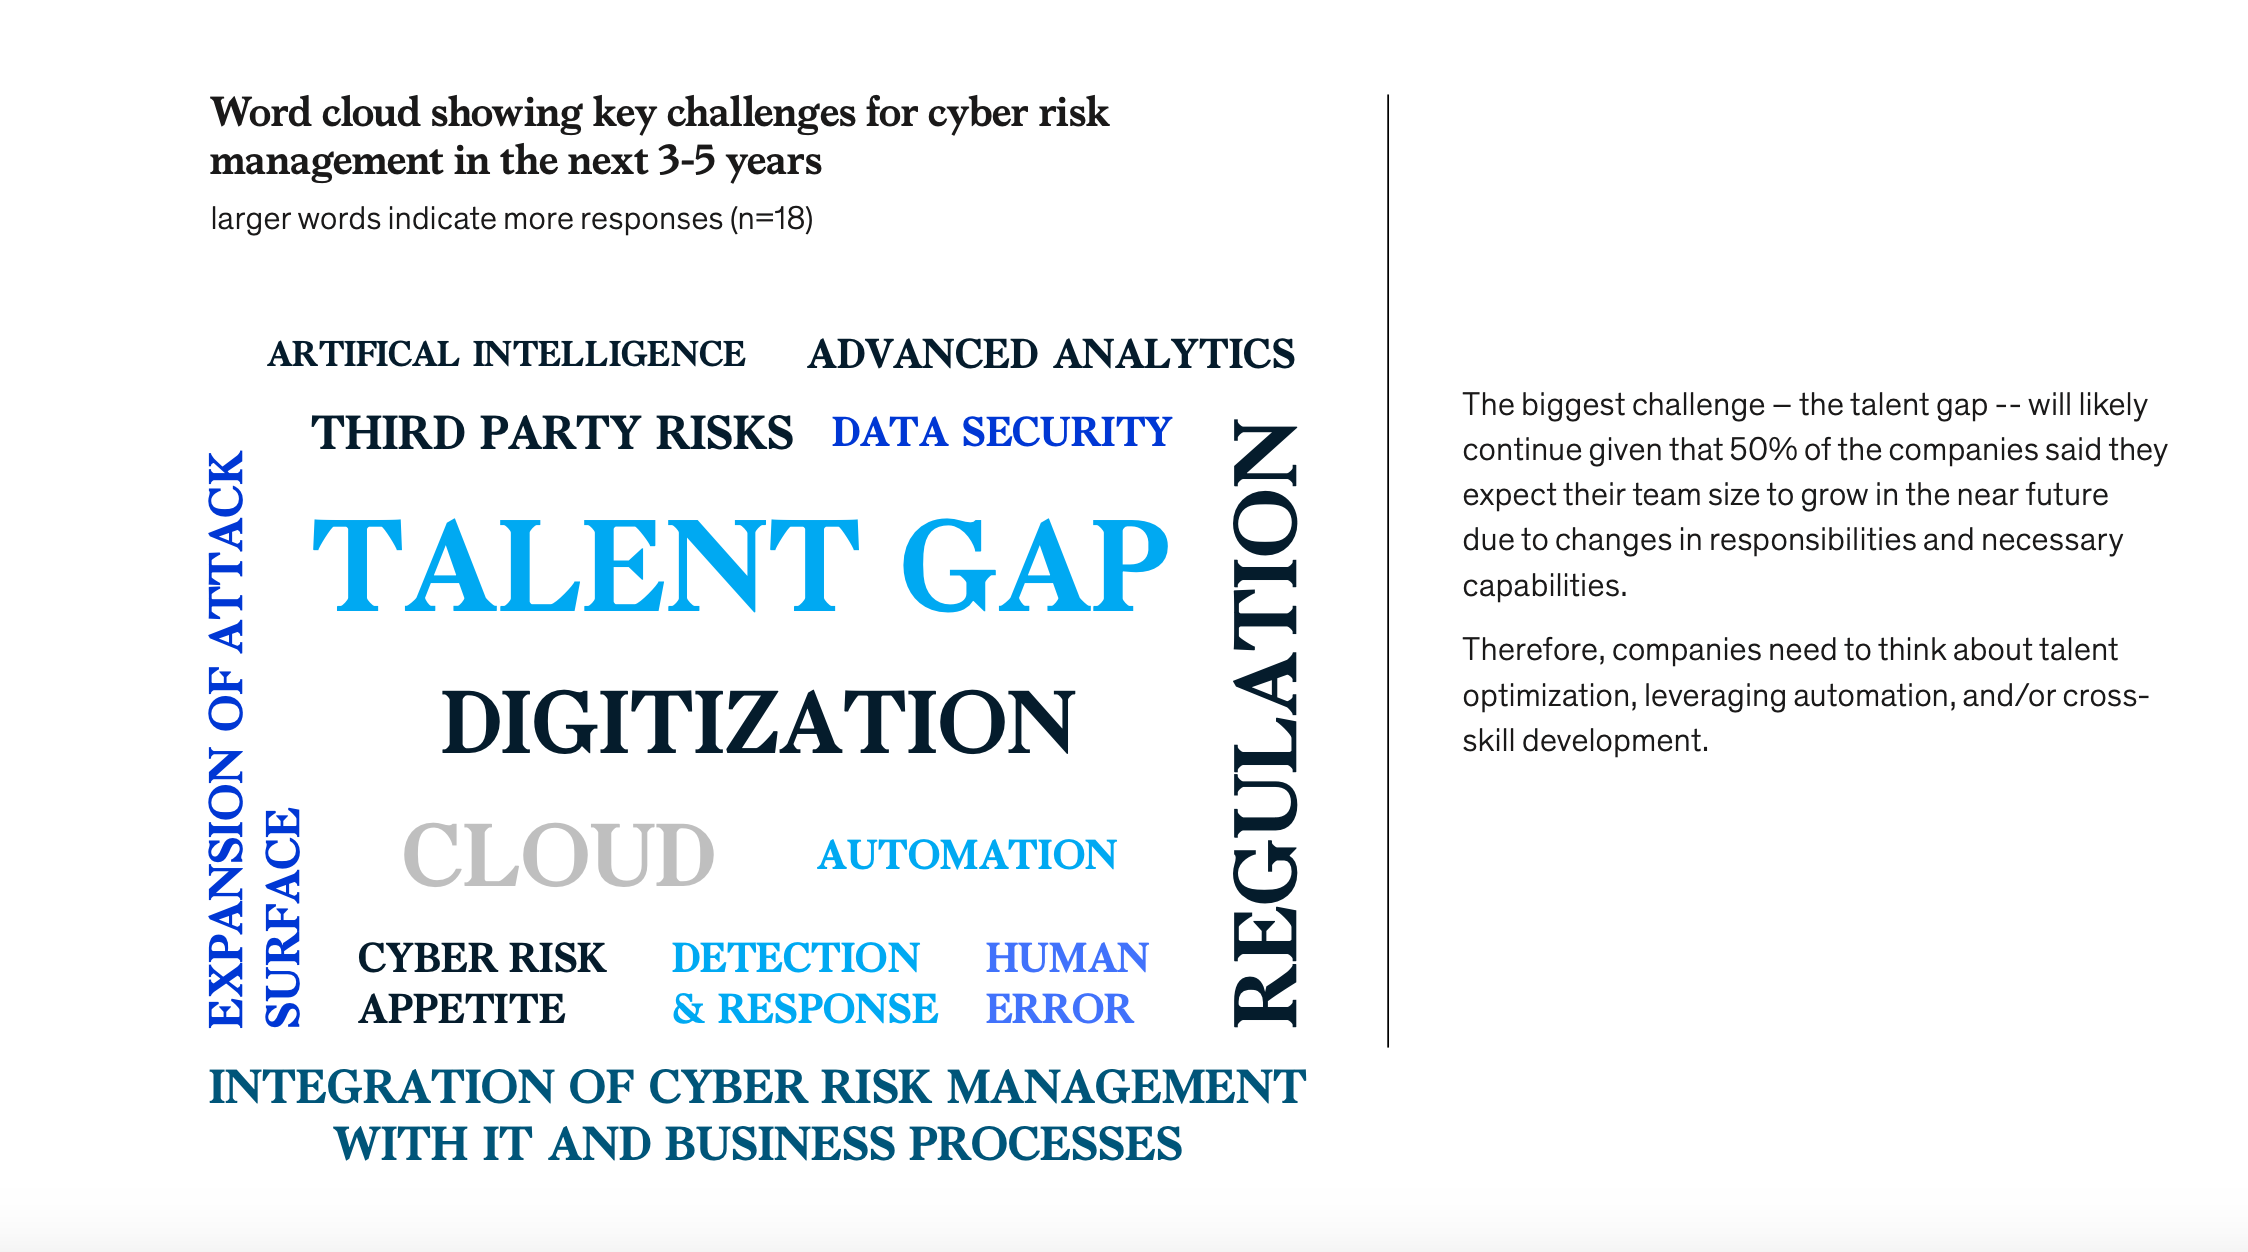 Word cloud showing key challenges for cyber risk
management in the next 3-5 years
larger words indicate more responses (n=18)
ARTIFICAL INTELLIGENCE
ADVANCED ANALYTICS
THIRD PARTY RISKS
DATA SECURITY
EXPANSION OF ATTACK
SURFACE
TALENT GAP
REGULATION
DIGITIZATION
CLOUD
AUTOMATION
CYBER RISK
APPETITE
DETECTION
& RESPONSE
HUMAN
ERROR
INTEGRATION OF CYBER RISK MANAGEMENT
WITH IT AND BUSINESS PROCESSES
The biggest challenge – the talent gap -- will likely
continue given that 50% of the companies said they
expect their team size to grow in the near future
due to changes in responsibilities and necessary
capabilities.
Therefore, companies need to think about talent
optimization, leveraging automation, and/or cross-
skill development.